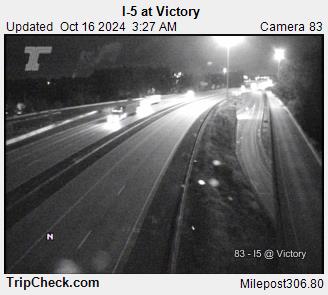 I-5 at Victory
Updated Oct 16 2024 3:27 AM Camera 83
T
N
83 - I5 @ Victory
TripCheck.com Milepost306.80